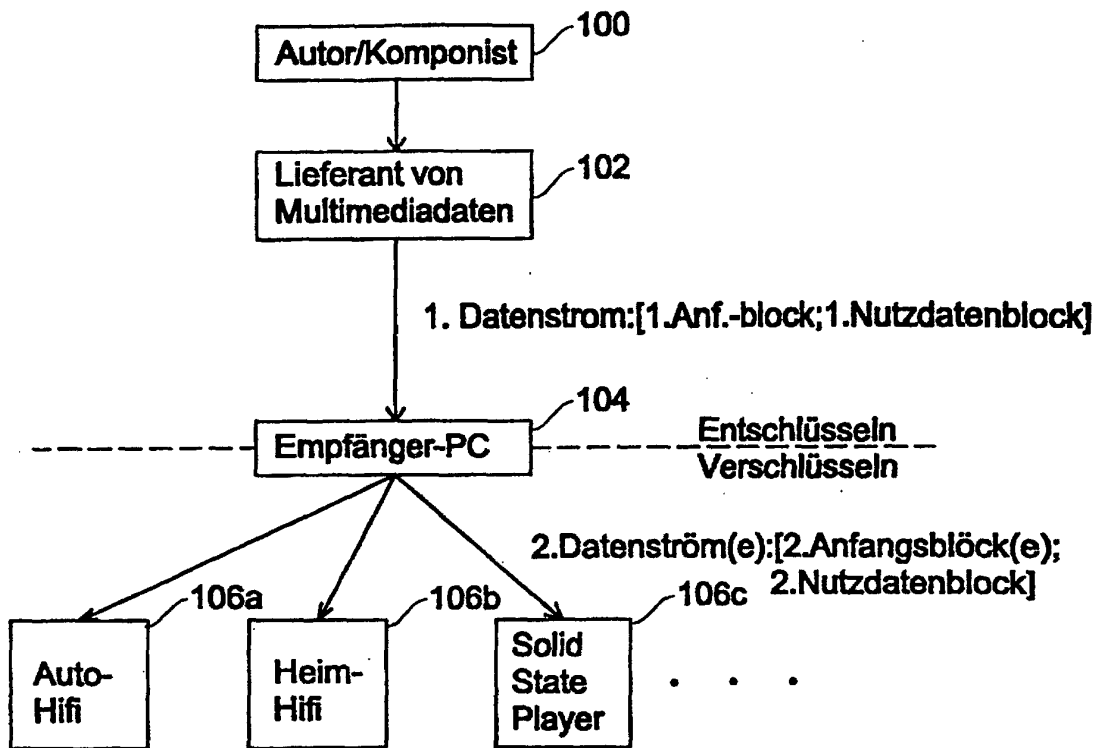 100
Autor/Komponist
102
Lieferant von
Multimediadaten
1. Datenstrom:[1.Anf.-block;1.Nutzdatenblock]
104
Empfänger-PC
Entschlüsseln
Verschlüsseln
2.Datenström(e):[2.Anfangsblöck(e);
2.Nutzdatenblock]
106a
106b
106c
Auto-
Hifi
Heim-
Hifi
Solid
State
Player
. . .